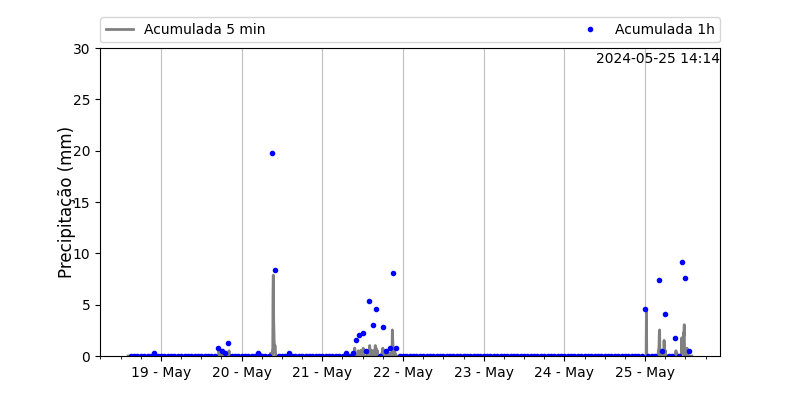 Acumulada 5 min
Acumulada 1h
2024-05-25 14:14
Precipitação (mm)
30
25
20
15
10
5
0
19 - May
20 - May
21 - May
22 - May
23 - May
24 - May
25 - May